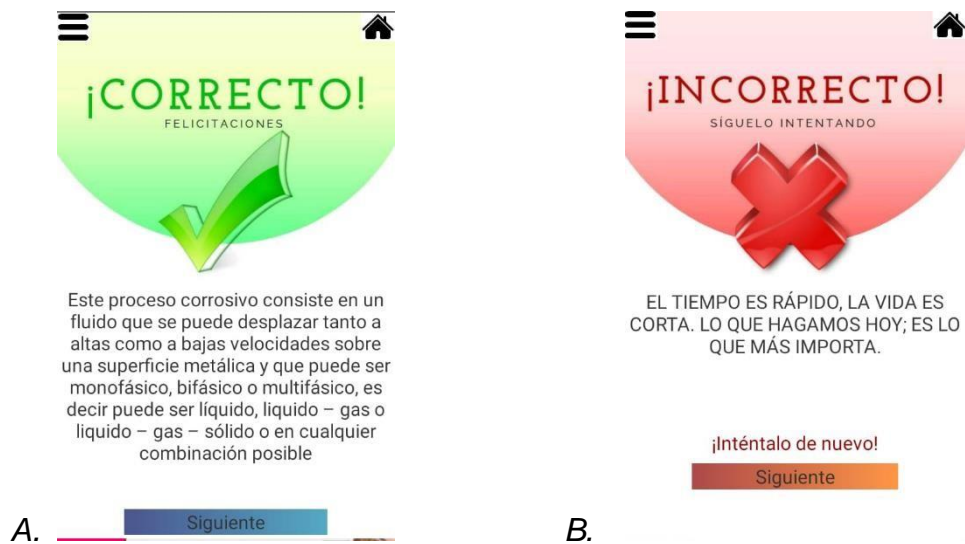 ¡CORRECTO!
FELICITACIONES
Este proceso corrosivo consiste en un
fluido que se puede desplazar tanto a
altas como a bajas velocidades sobre
una superficie metálica y que puede ser
monofásico, bifásico o multifásico, es
decir puede ser líquido, liquido – gas o
liquido – gas – sólido o en cualquier
combinación posible
Siguiente
A.
¡INCORRECTO!
SÍGUELO INTENTANDO
EL TIEMPO ES RÁPIDO, LA VIDA ES
CORTA. LO QUE HAGAMOS HOY; ES LO
QUE MÁS IMPORTA.
¡Inténtalo de nuevo!
Siguiente
B.